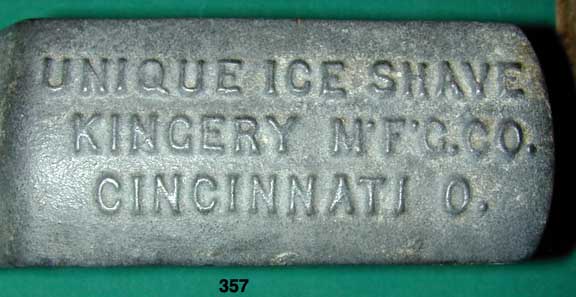 UNIQUE ICE SHAVE
KINGERY M'F'G. CO.
CINCINNATI O.
357